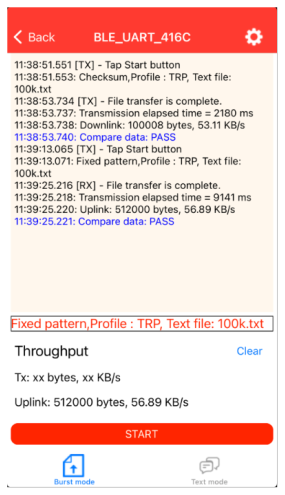 Back BLE_UART_416C
11:38:51.551 [TX] - Tap Start button
11:38:51.553: Checksum,Profile : TRP, Text file:
100k.txt
11:38:53.734 [TX] - File transfer is complete.
11:38:53.737: Transmission elapsed time = 2180 ms
11:38:53.738: Downlink: 100008 bytes, 53.11 KB/s
11:38:53.740: Compare data: PASS
11:39:13.065 [TX] - Tap Start button
11:39:13.071: Fixed pattern,Profile : TRP, Text file:
100k.txt
11:39:25.216 [RX] - File transfer is complete.
11:39:25.218: Transmission elapsed time = 9141 ms
11:39:25.220: Uplink: 512000 bytes, 56.89 KB/s
11:39:25.221: Compare data: PASS
Fixed pattern,Profile : TRP, Text file: 100k.txt
Throughput Clear
Tx: xx bytes, xx KB/s
Uplink: 512000 bytes, 56.89 KB/s
START
Burst mode Text mode